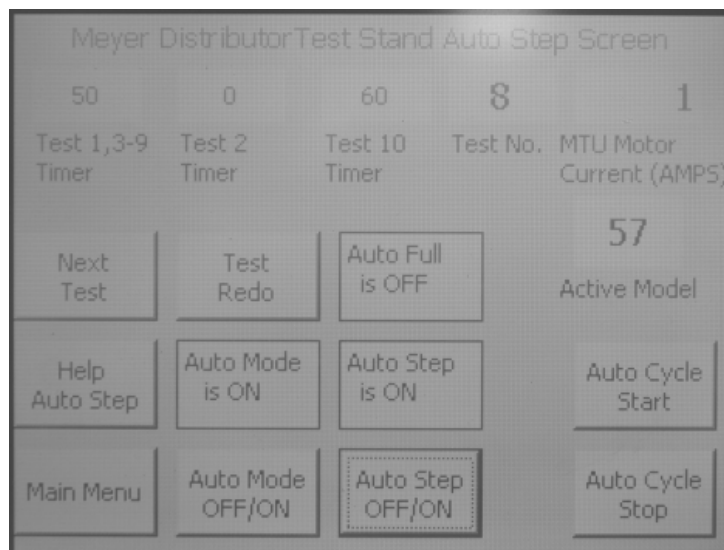 Meyer DistributorTest Stand Auto Step Screen
50 0 60 8 1
Test 1,3-9 Test 2 Test 10 Test No. MTU Motor
Timer Timer Timer Current (AMPS)
57
Active Model
Next Test
Test Redo
Auto Full
is OFF
Help
Auto Step
Auto Mode
is ON
Auto Step
is ON
Auto Cycle
Start
Main Menu
Auto Mode
OFF/ON
Auto Step
OFF/ON
Auto Cycle
Stop